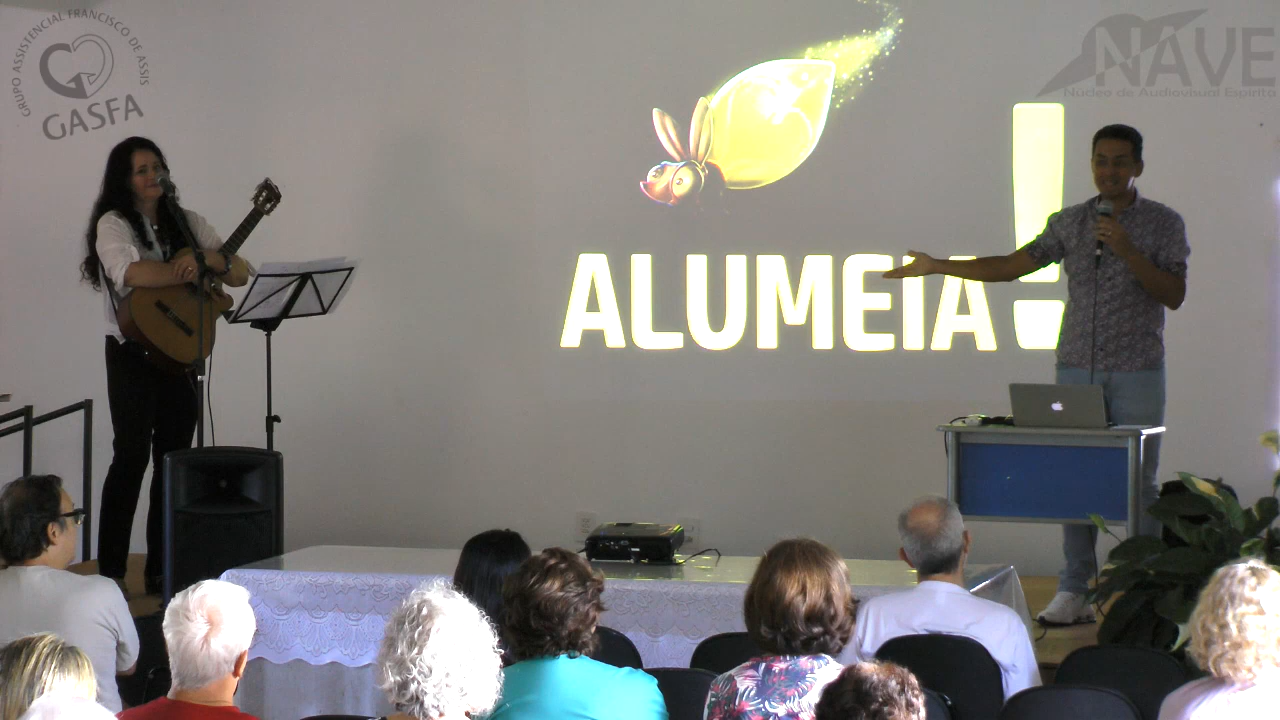 GRUPO ASSISTENCIAL FRANCISCO DE ASSIS
GASFA
NAVE
Núcleo de Audiovisual Espírita
ALUMEIA!